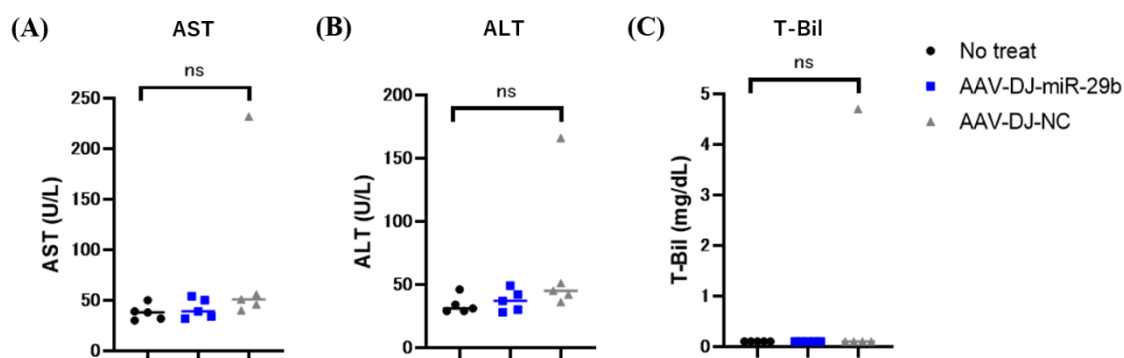 (A)
AST
ns
AST (U/L)
250
200
150
100
50
0
(B)
ALT
ns
ALT (U/L)
200
150
100
50
0
(C)
T-Bil
ns
T-Bil (mg/dL)
5
4
3
2
1
0
No treat
AAV-DJ-miR-29b
AAV-DJ-NC